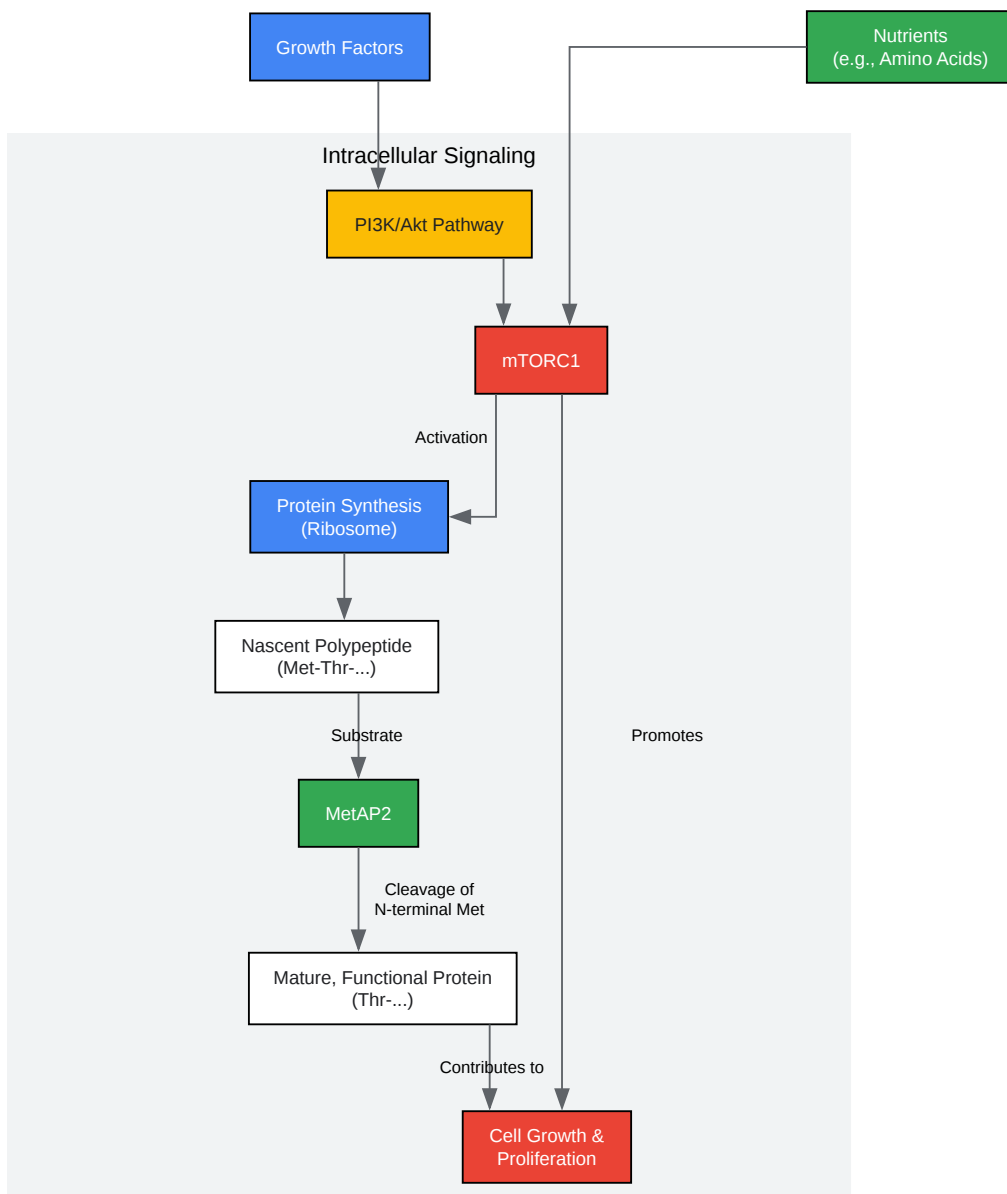 Growth Factors
Nutrients
(e.g., Amino Acids)
Intracellular Signaling
PI3K/Akt Pathway
mTORC1
Activation
Protein Synthesis
(Ribosome)
Nascent Polypeptide
(Met-Thr-...)
Substrate
Promotes
MetAP2
Cleavage of
N-terminal Met
Mature, Functional Protein
(Thr-...)
Contributes to
Cell Growth &
Proliferation